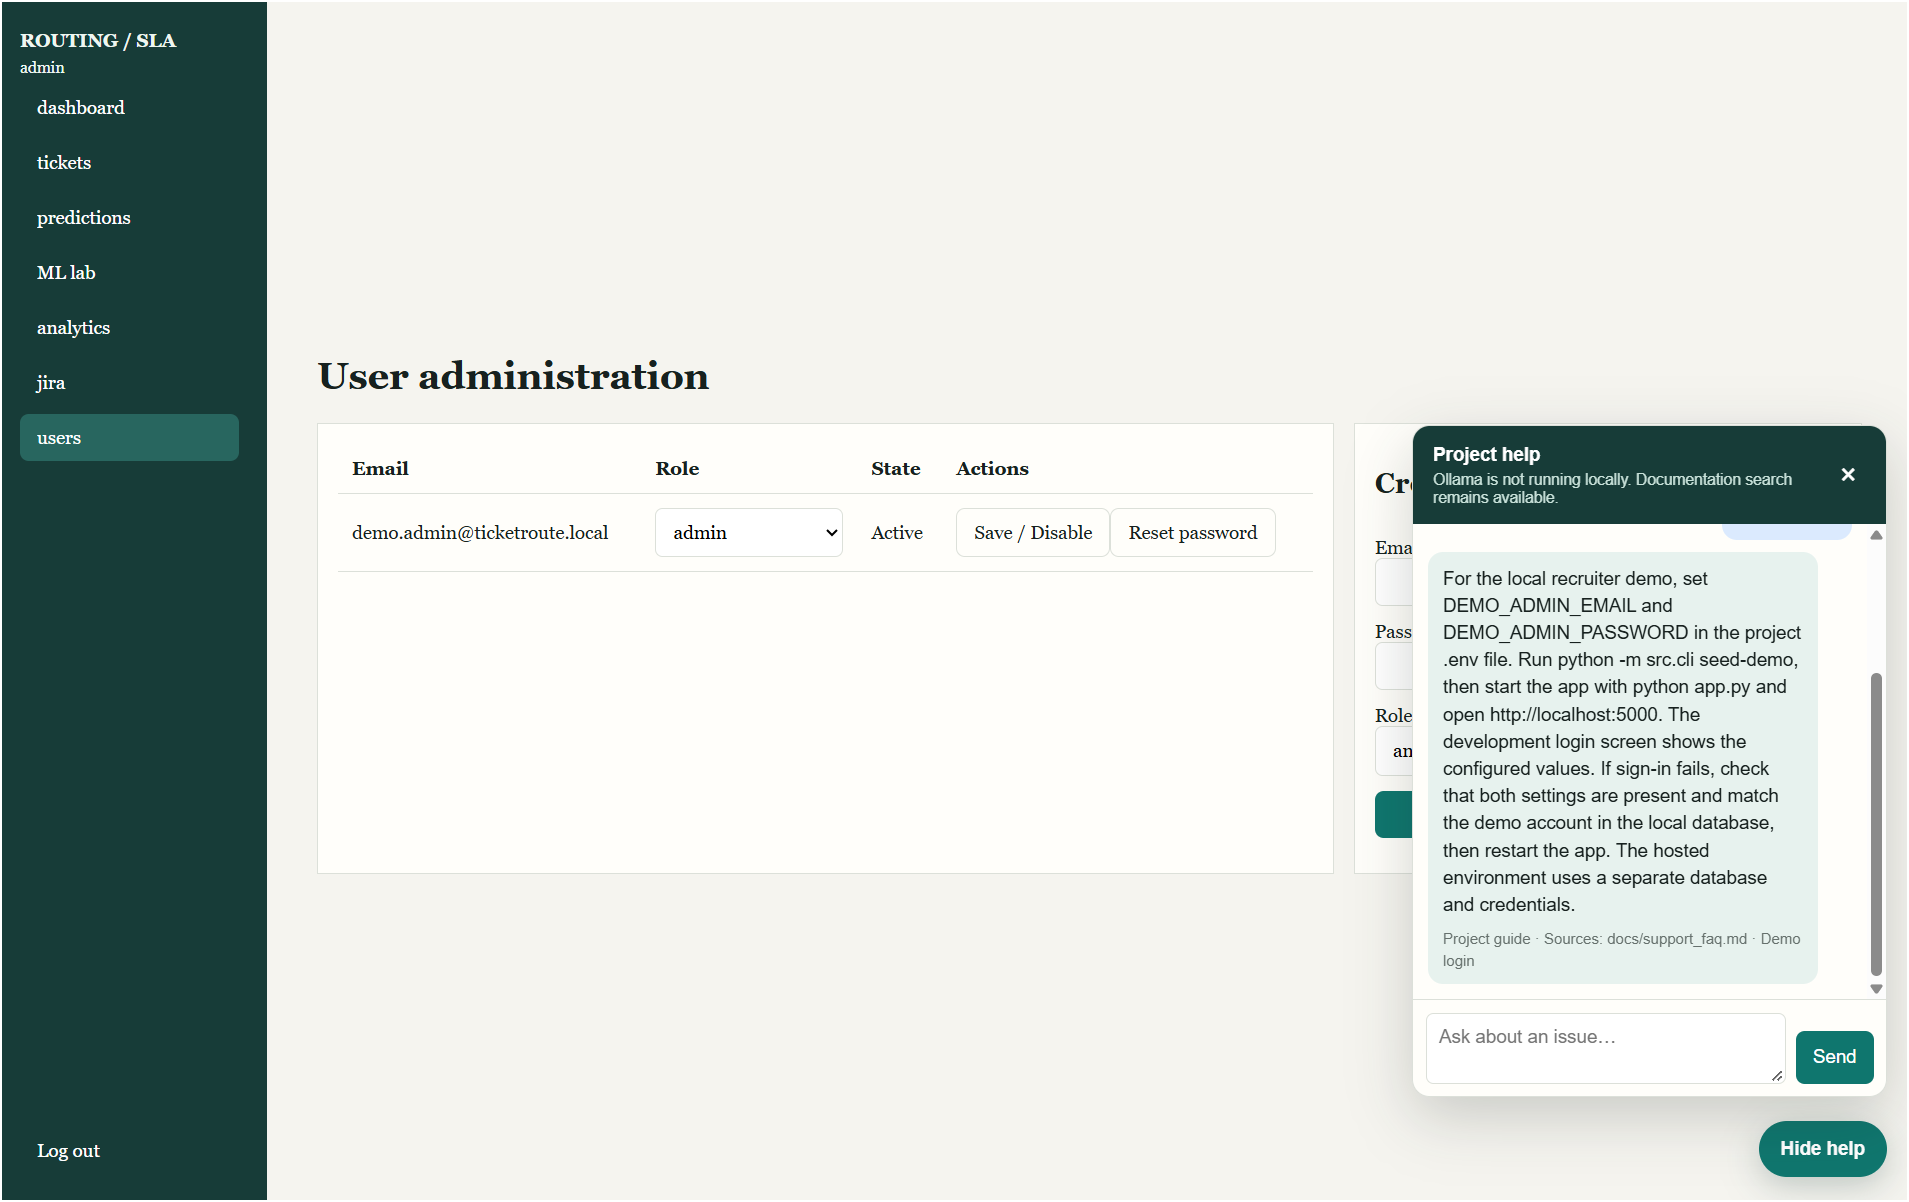 ROUTING / SLA
admin
dashboard
tickets
predictions
ML lab
analytics
jira
users
Log out
User administration
Email Role State Actions
demo.admin@ticketroute.local admin Active Save / Disable Reset password
Cr
Ema
Pass
Role
an
Project help
Ollama is not running locally. Documentation search
remains available.
×
For the local recruiter demo, set
DEMO_ADMIN_EMAIL and
DEMO_ADMIN_PASSWORD in the project
.env file. Run python -m src.cli seed-demo,
then start the app with python app.py and
open http://localhost:5000. The
development login screen shows the
configured values. If sign-in fails, check
that both settings are present and match
the demo account in the local database,
then restart the app. The hosted
environment uses a separate database
and credentials.
Project guide · Sources: docs/support_faq.md · Demo
login
Ask about an issue…
Send
Hide help